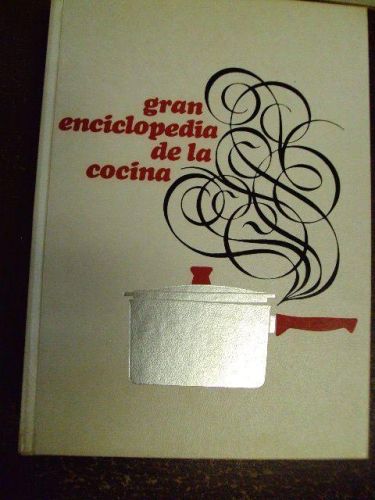 gran
enciclopedia
de la
cocina